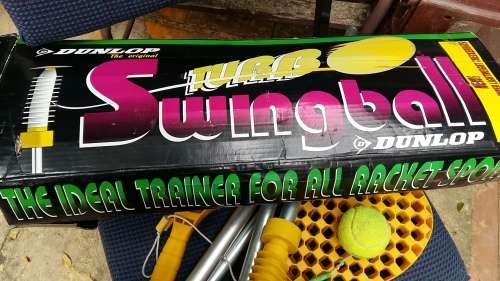 DUNLOP
The original
TURBO
Swingball
DUNLOP
THE IDEAL TRAINER FOR ALL RACKET SPO